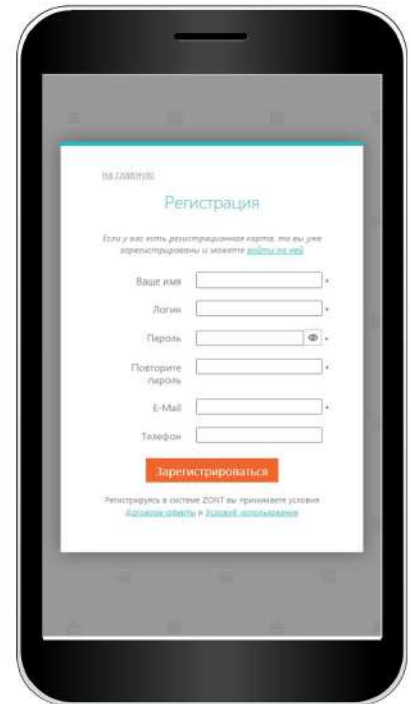 на главную
Регистрация
Если у вас есть регистрационная карта, то вы уже
зарегистрированы и можете войти по ней
Ваше имя *
Логин *
Пароль *
Повторите *
пароль
E-Mail *
Телефон
Зарегистрироваться
Регистрируясь в системе ZONT вы принимаете условия
Договора оферты и Условий использования